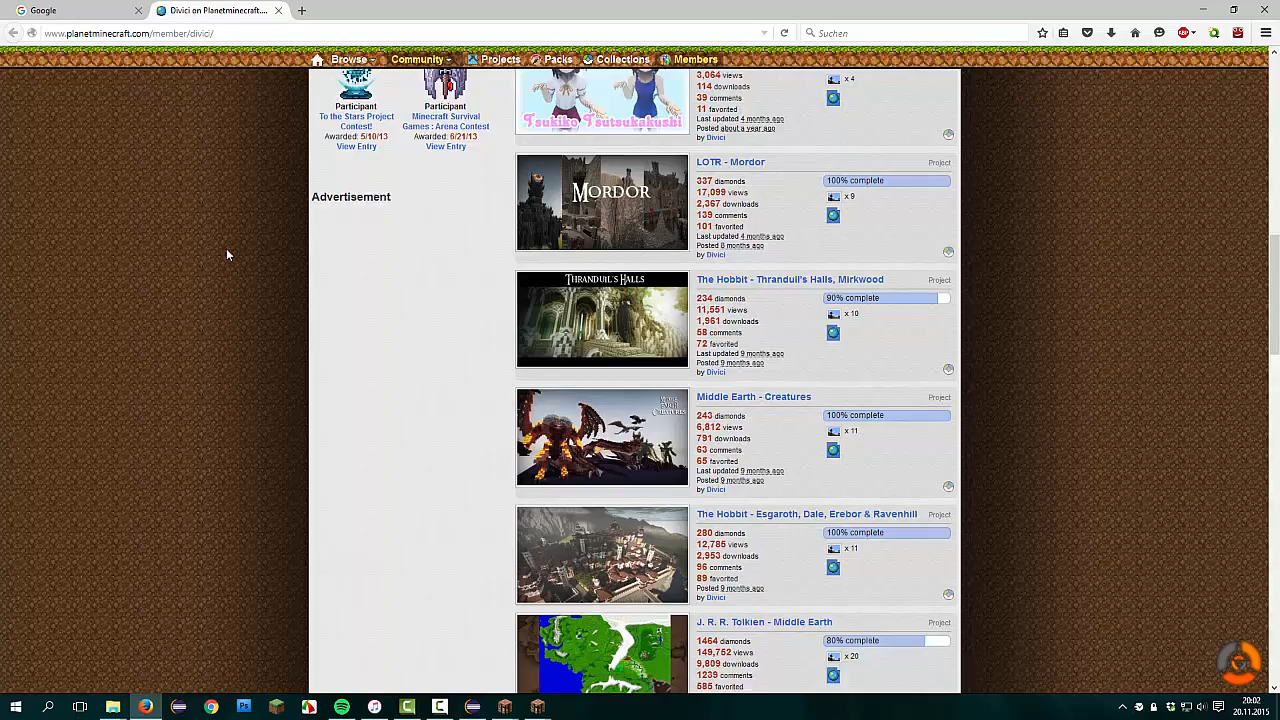 Google
Divici on Planetminecraft....
www.planetminecraft.com/member/divici/
Suchen
Browse
Community
Projects
Packs
Collections
Members
Participant
To the Stars Project
Contest!
Awarded: 5/10/13
View Entry
Participant
Minecraft Survival
Games : Arena Contest
Awarded: 6/21/13
View Entry
Advertisement
Tsukiko Tsutsukakushi
3,064 views
114 downloads
39 comments
11 favorited
Last updated 4 months ago
Posted about a year ago
by Divici
x 4
MORDOR
LOTR - Mordor
Project
337 diamonds
17,099 views
2,367 downloads
139 comments
101 favorited
Last updated 4 months ago
Posted 8 months ago
by Divici
100% complete
x 9
THRANDUIL'S HALLS
The Hobbit - Thranduil's Halls, Mirkwood
Project
234 diamonds
11,551 views
1,961 downloads
58 comments
72 favorited
Last updated 9 months ago
Posted 9 months ago
by Divici
90% complete
x 10
MIDDLE
EARTH
CREATURES
Middle Earth - Creatures
Project
243 diamonds
6,812 views
791 downloads
63 comments
65 favorited
Last updated 9 months ago
Posted 9 months ago
by Divici
100% complete
x 11
The Hobbit - Esgaroth, Dale, Erebor & Ravenhill
Project
280 diamonds
12,785 views
2,953 downloads
96 comments
89 favorited
Posted 9 months ago
by Divici
100% complete
x 11
J. R. R. Tolkien - Middle Earth
Project
1464 diamonds
149,752 views
9,809 downloads
1239 comments
585 favorited
80% complete
x 20
20:02
20.11.2015